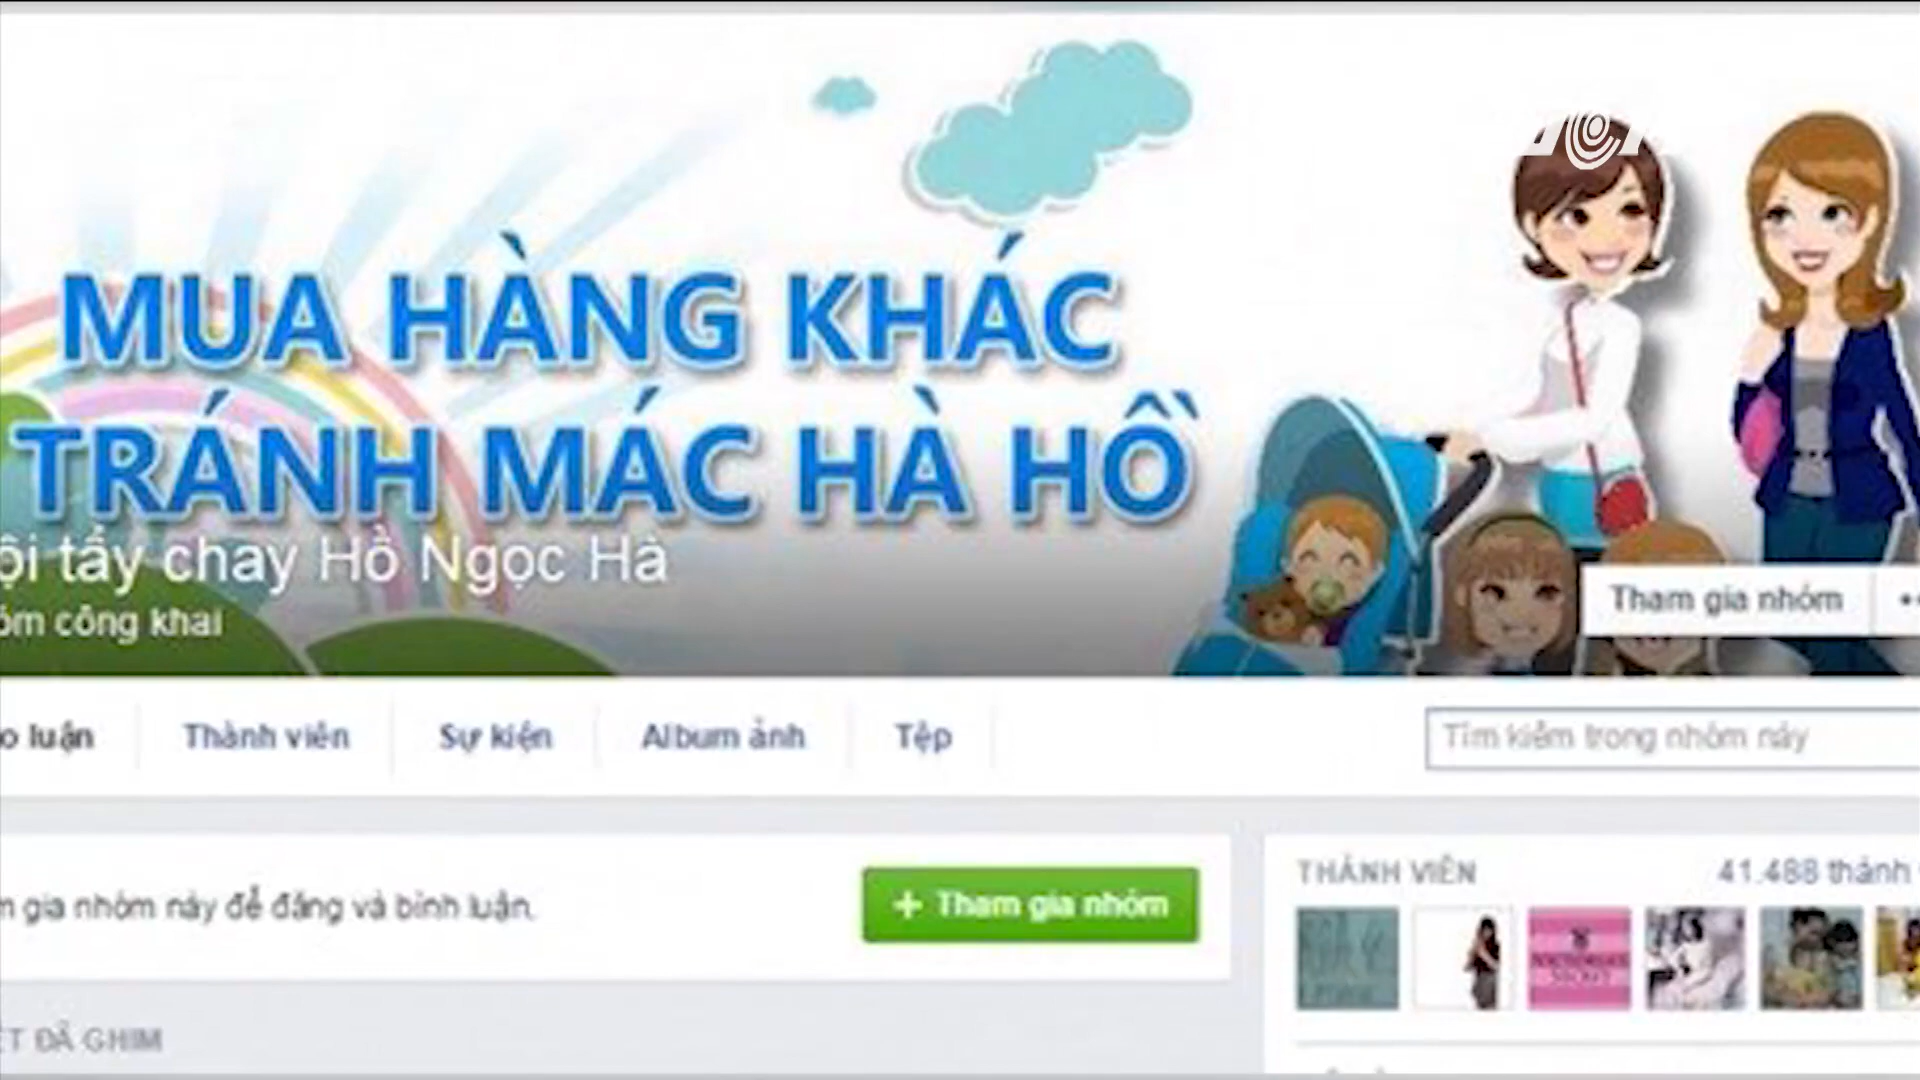 MUA HÀNG KHÁC
TRÁNH MÁC HÀ HỒ
ội tẩy chay Hồ Ngọc Hà
óm công khai
Tham gia nhóm
o luận
Thành viên
Sự kiện
Album ảnh
Tệp
Tìm kiếm trong nhóm này
m gia nhóm này để đăng và bình luận.
+ Tham gia nhóm
THÀNH VIÊN
41.488 thành
ẾT ĐÃ GHIM